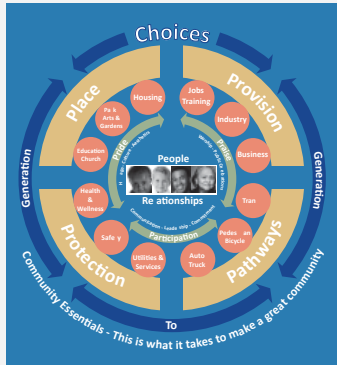 Choices
Place
Provision
Housing
Jobs
Training
Arts &
Gardens
Industry
Education
Church
Business
Pride
Praise
People
Re ationships
Health
&
Wellness
Tran
Safe y
Pedes an
Bicycle
Utilities &
Services
Auto
Truck
Participation
Protection
Pathways
Generation
To
Generation
Community Essentials - This is what it takes to make a great community